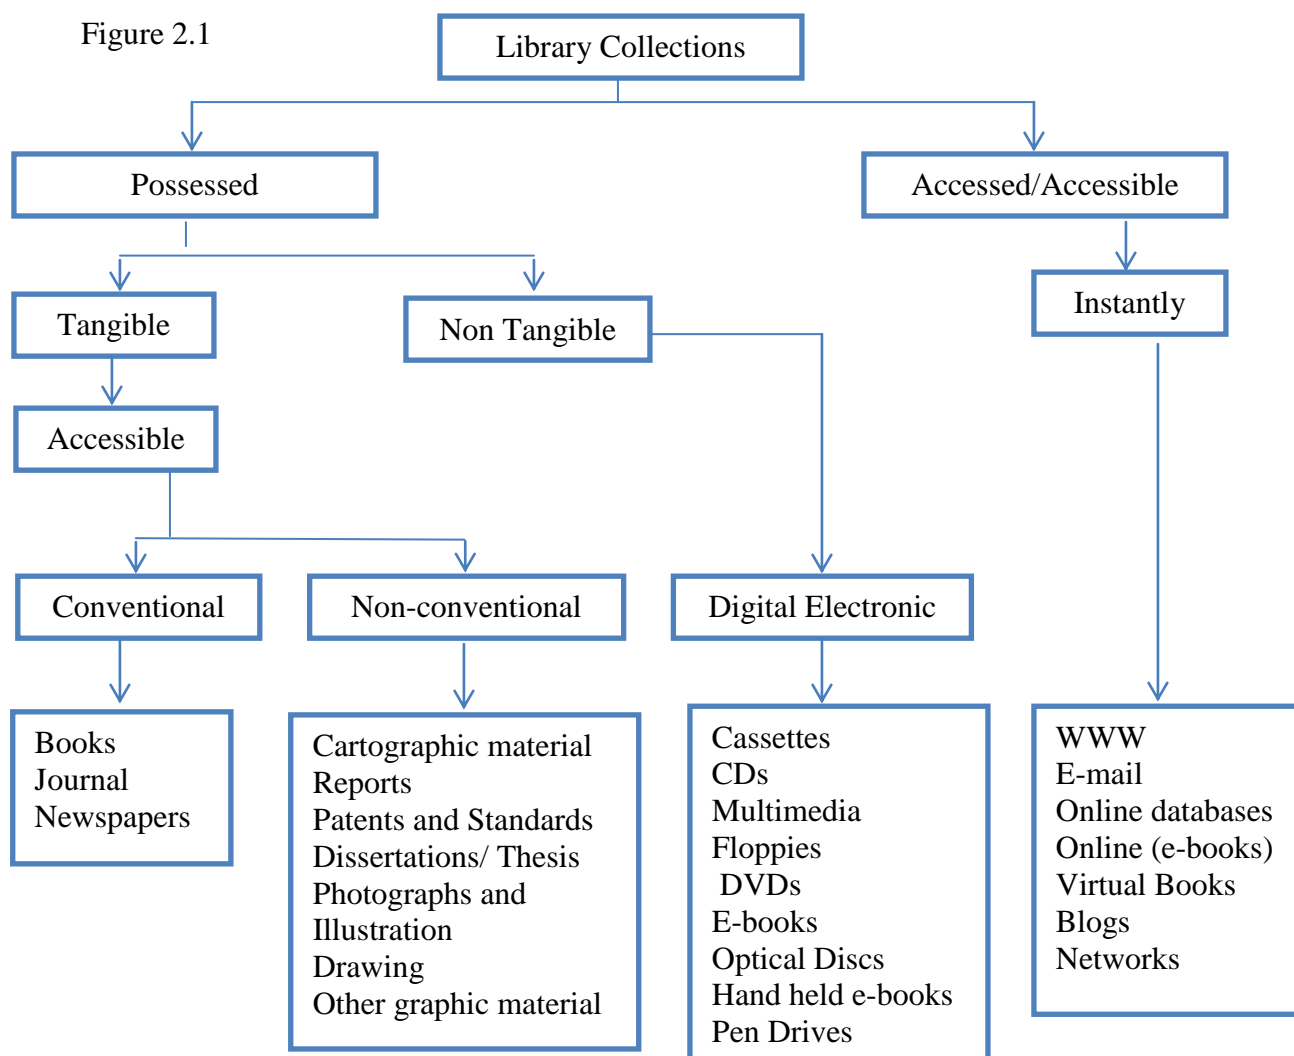 Figure 2.1
Library Collections
Possessed
Accessed/Accessible
Tangible
Non Tangible
Instantly
Accessible
Conventional
Non-conventional
Digital Electronic
Books
Journal
Newspapers
Cartographic material
Reports
Patents and Standards
Dissertations/ Thesis
Photographs and
Illustration
Drawing
Other graphic material
Cassettes
CDs
Multimedia
Floppies
DVDs
E-books
Optical Discs
Hand held e-books
Pen Drives
WWW
E-mail
Online databases
Online (e-books)
Virtual Books
Blogs
Networks